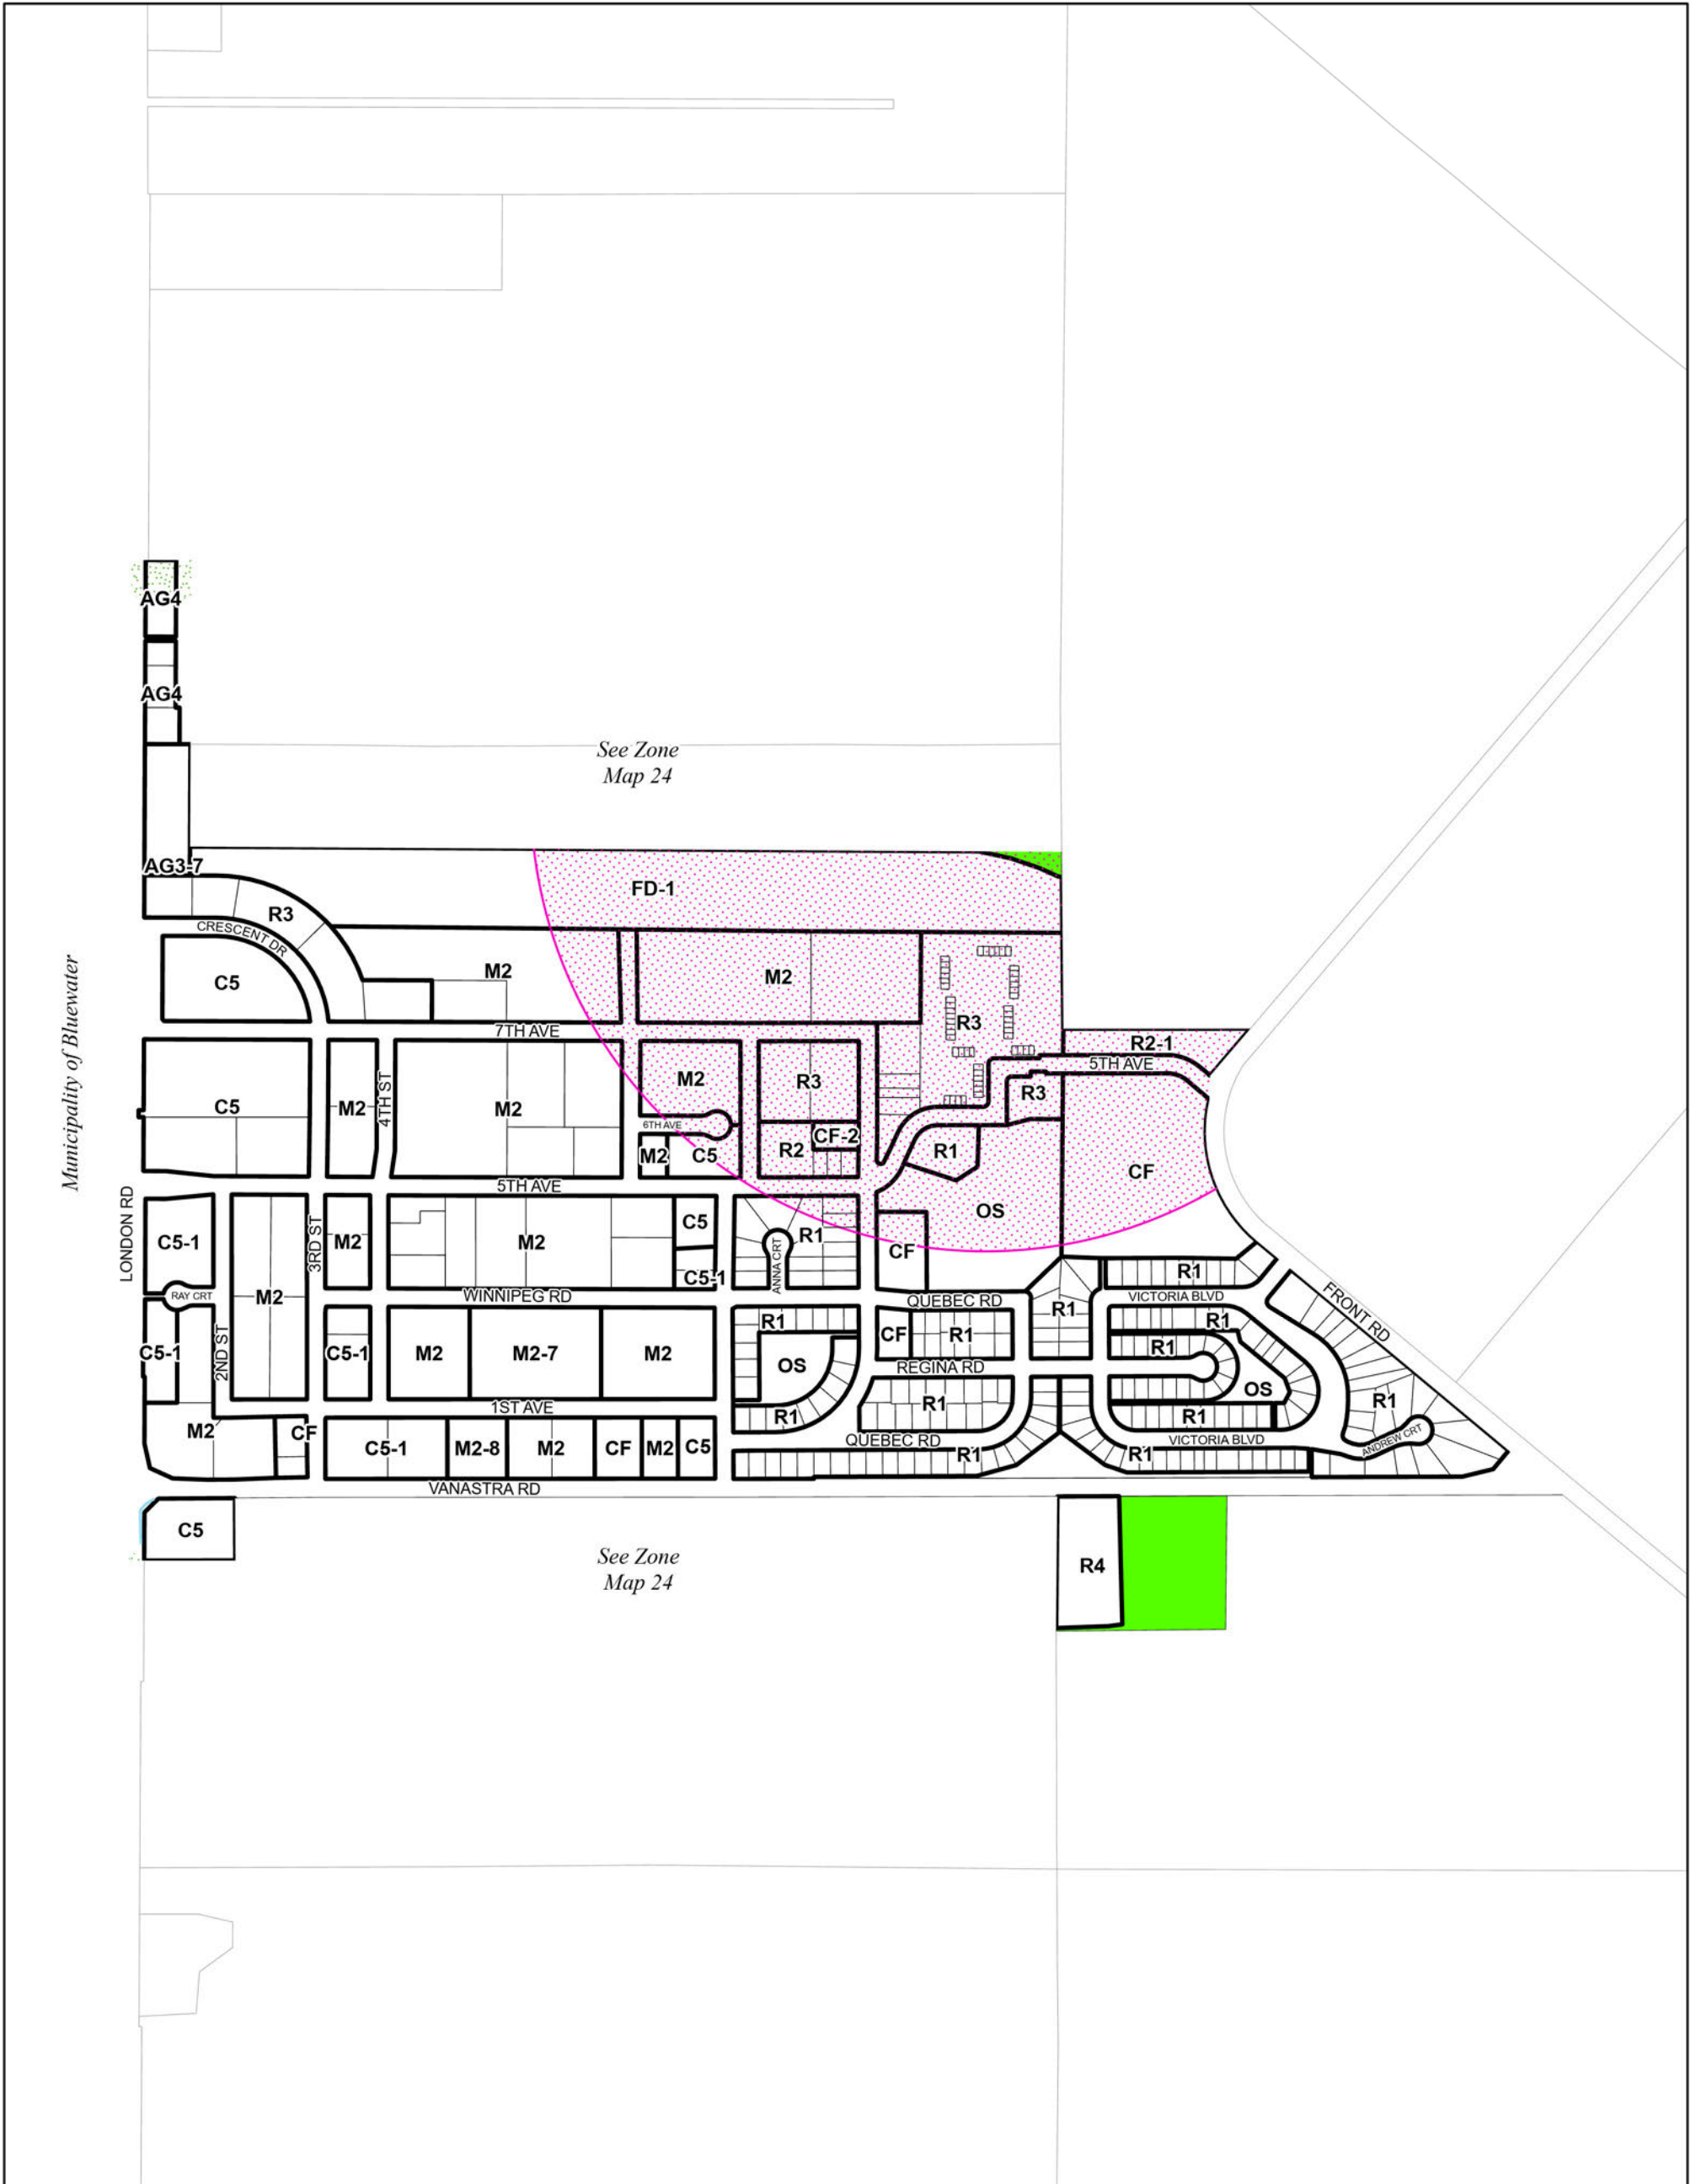 AG4
AG4
See Zone
Map 24
AG3-7
FD-1
R3
CRESCENT DR
C5
M2
M2
R3
7TH AVE
R2-1
5TH AVE
C5
M2
4TH ST
M2
M2
R3
R3
6TH AVE
CF-2
M2
C5
R2
R1
CF
5TH AVE
OS
Municipality of Bluewater
LONDON RD
C5-1
3RD ST
M2
M2
C5
C5-1
ANNA CRT
R1
CF
R1
RAY CRT
M2
WINNIPEG RD
QUEBEC RD
R1
VICTORIA BLVD
FRONT RD
C5-1
2ND ST
C5-1
M2
M2-7
M2
R1
OS
CF
R1
R1
R1
REGINA RD
OS
1ST AVE
R1
R1
R1
R1
M2
CF
C5-1
M2-8
M2
CF
M2
C5
QUEBEC RD
R1
VICTORIA BLVD
R1
ANDREW CRT
VANASTRA RD
C5
See Zone
Map 24
R4